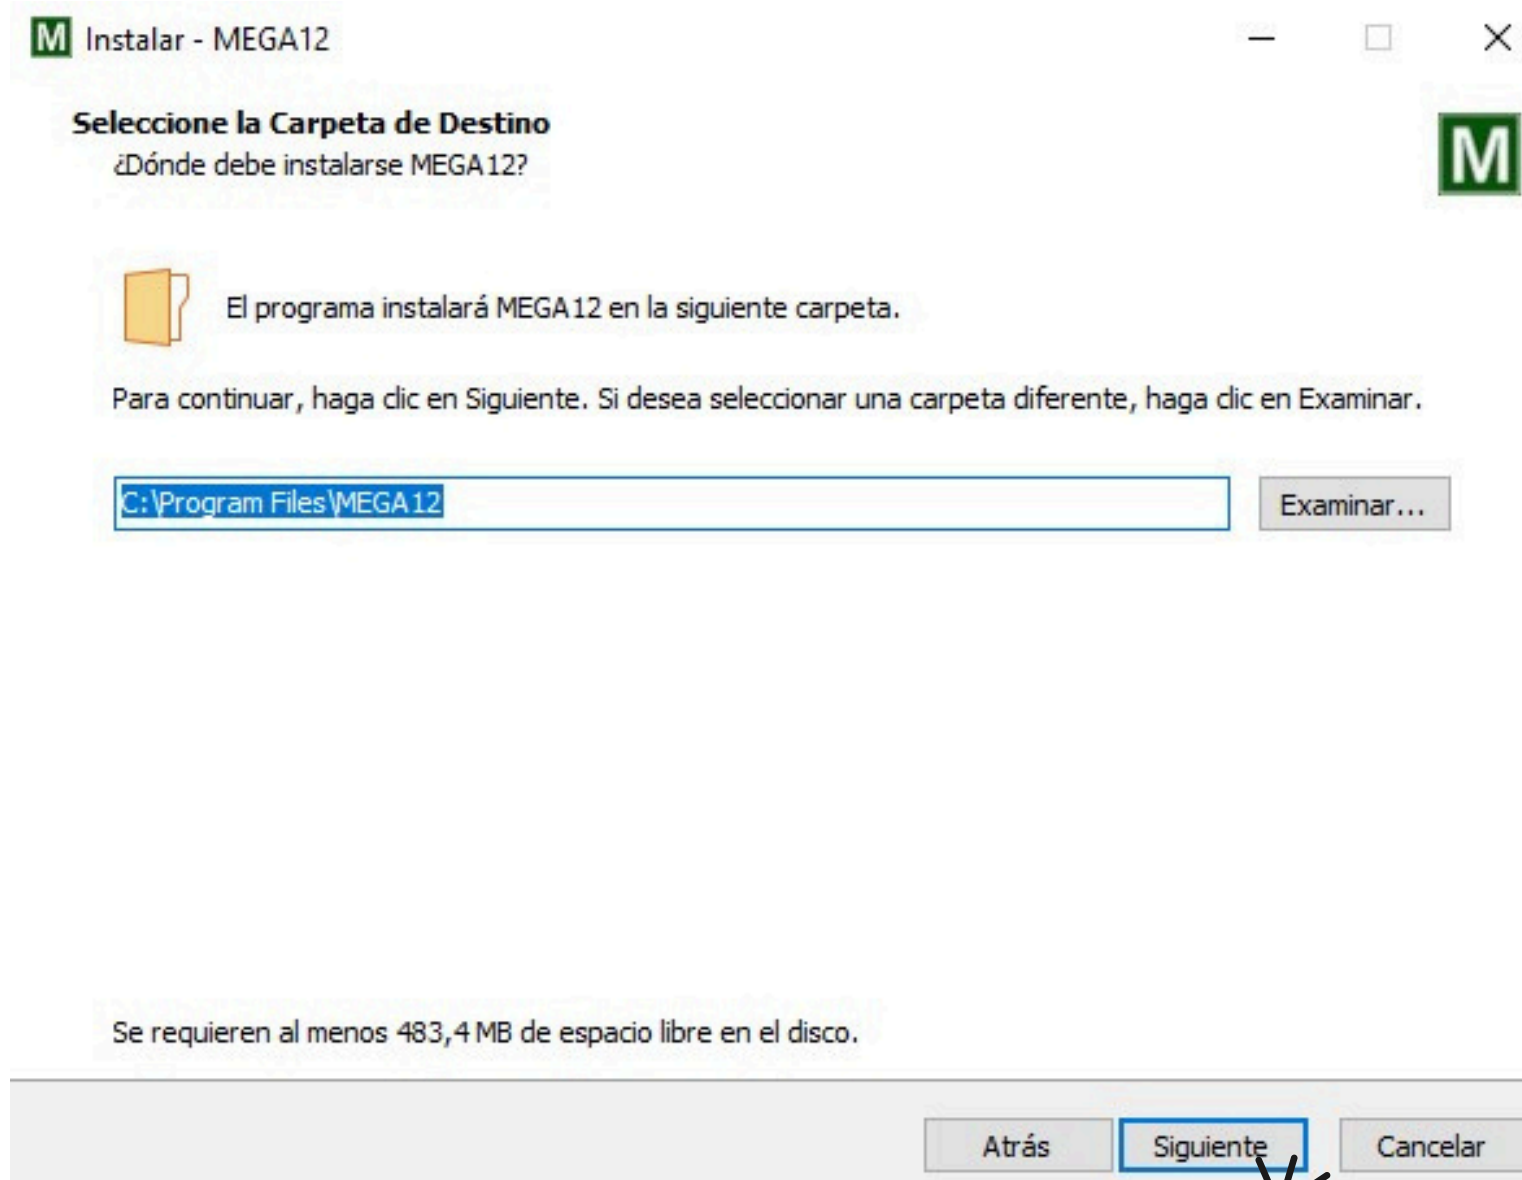 M Instalar - MEGA12
Seleccione la Carpeta de Destino
¿Dónde debe instalarse MEGA12?
M
El programa instalará MEGA12 en la siguiente carpeta.
Para continuar, haga clic en Siguiente. Si desea seleccionar una carpeta diferente, haga clic en Examinar.
C:\Program Files\MEGA12
Examinar...
Se requieren al menos 483,4 MB de espacio libre en el disco.
Atrás
Siguiente
Cancelar